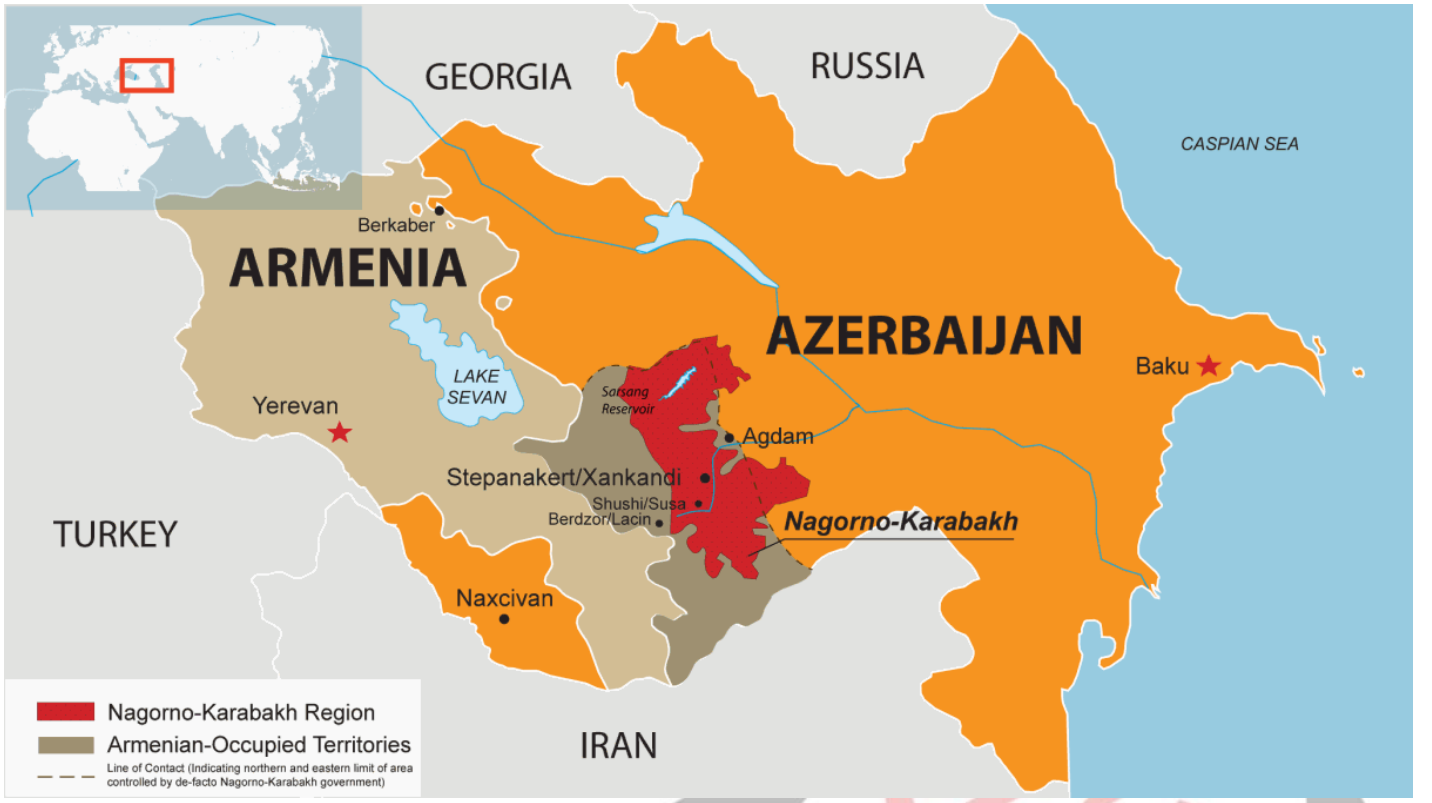 GEORGIA
RUSSIA
CASPIAN SEA
Berkaber
ARMENIA
AZERBAIJAN
Baku
LAKE
SEVAN
Sarsang
Reservoir
Yerevan
Agdam
Stepanakert/Xankandi
Shushi/Susa
Berdzor/Lacin
Nagorno-Karabakh
TURKEY
Naxcivan
IRAN
Nagorno-Karabakh Region
Armenian-Occupied Territories
Line of Contact (Indicating northern and eastern limit of area
controlled by de-facto Nagorno-Karabakh government)